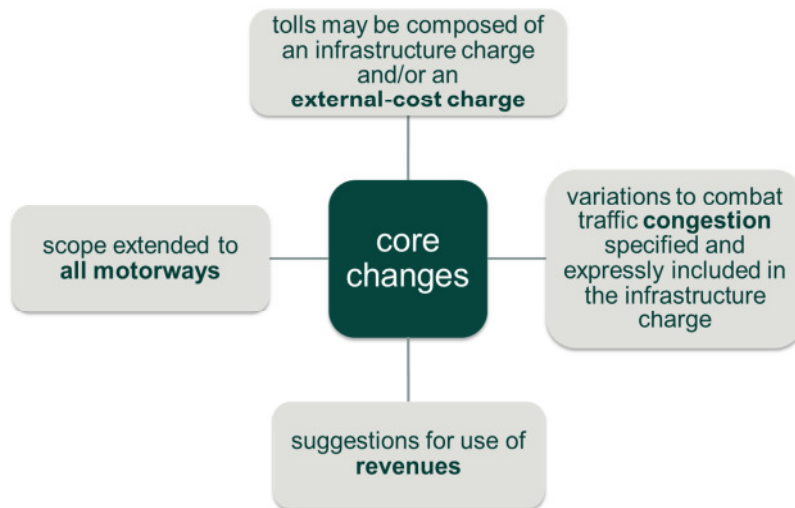 tolls may be composed of
an infrastructure charge
and/or an
external-cost charge
scope extended to
all motorways
core
changes
variations to combat
traffic congestion
specified and
expressly included in
the infrastructure
charge
suggestions for use of
revenues